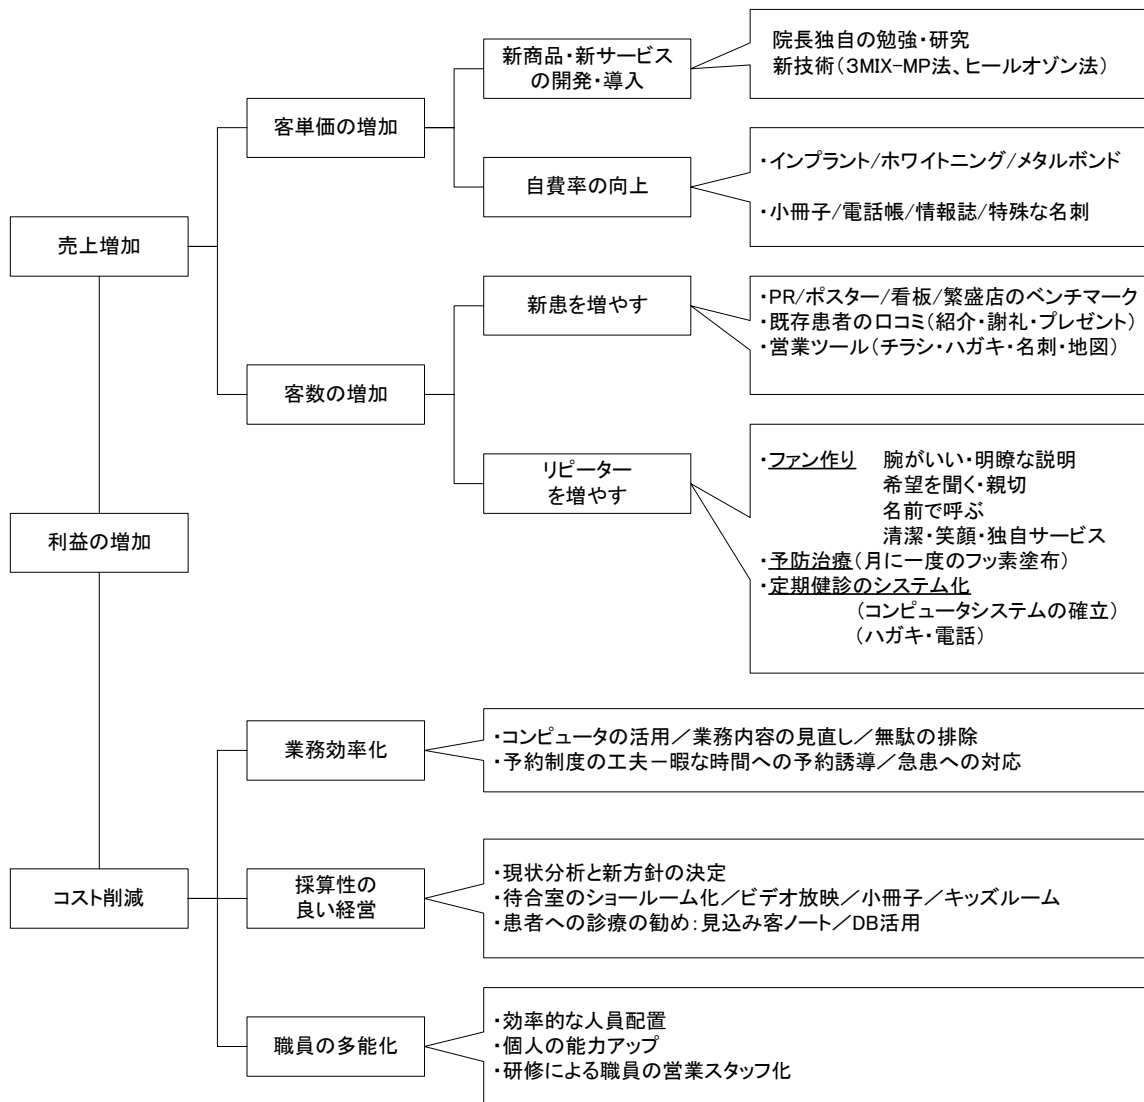 新商品・新サービス
の開発・導入
院長独自の勉強・研究
新技術(3MIX-MP法、ヒールオゾン法)
客単価の増加
自費率の向上
・インプラント/ホワイトニング/メタルボンド
・小冊子/電話帳/情報誌/特殊な名刺
売上増加
新患を増やす
・PR/ポスター/看板/繁盛店のベンチマーク
・既存患者の口コミ(紹介・謝礼・プレゼント)
・営業ツール(チラシ・ハガキ・名刺・地図)
客数の増加
リピーター
を増やす
・ファン作り 腕がいい・明瞭な説明
希望を聞く・親切
名前で呼ぶ
清潔・笑顔・独自サービス
・予防治療(月に一度のフッ素塗布)
・定期健診のシステム化
(コンピュータシステムの確立)
(ハガキ・電話)
利益の増加
業務効率化
・コンピュータの活用/業務内容の見直し/無駄の排除
・予約制度の工夫-暇な時間への予約誘導/急患への対応
コスト削減
採算性の
良い経営
・現状分析と新方針の決定
・待合室のショールーム化/ビデオ放映/小冊子/キッズルーム
・患者への診療の勧め:見込み客ノート/DB活用
職員の多能化
・効率的な人員配置
・個人の能力アップ
・研修による職員の営業スタッフ化